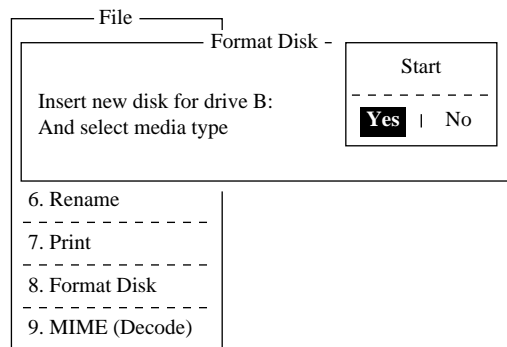 File
Format Disk
Start
Insert new disk for drive B:
And select media type
Yes | No
6. Rename
7. Print
8. Format Disk
9. MIME (Decode)